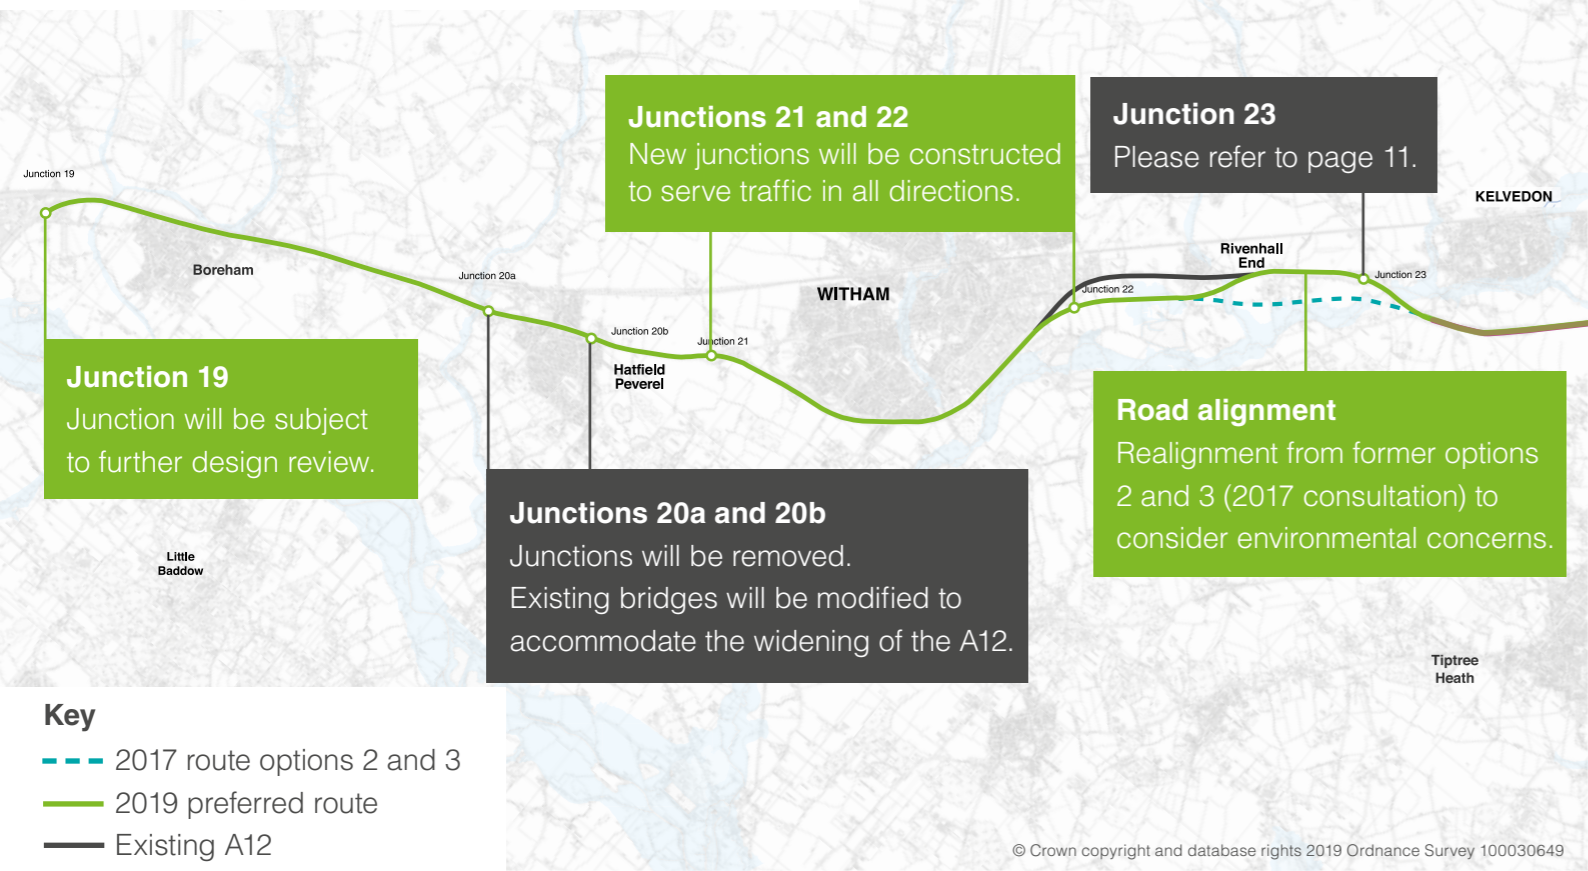 Junctions 21 and 22
New junctions will be constructed
to serve traffic in all directions.
Junction 23
Please refer to page 11.
Junction 19
KELVEDON
Boreham
Junction 20a
Rivenhall
End
Junction 23
Junction 22
WITHAM
Junction 20b
Junction 21
Hatfield
Peverel
Junction 19
Junction will be subject
to further design review.
Road alignment
Realignment from former options
2 and 3 (2017 consultation) to
consider environmental concerns.
Junctions 20a and 20b
Junctions will be removed.
Existing bridges will be modified to
accommodate the widening of the A12.
Little
Baddow
Tiptree
Heath
Key
2017 route options 2 and 3
2019 preferred route
Existing A12
© Crown copyright and database rights 2019 Ordnance Survey 100030649